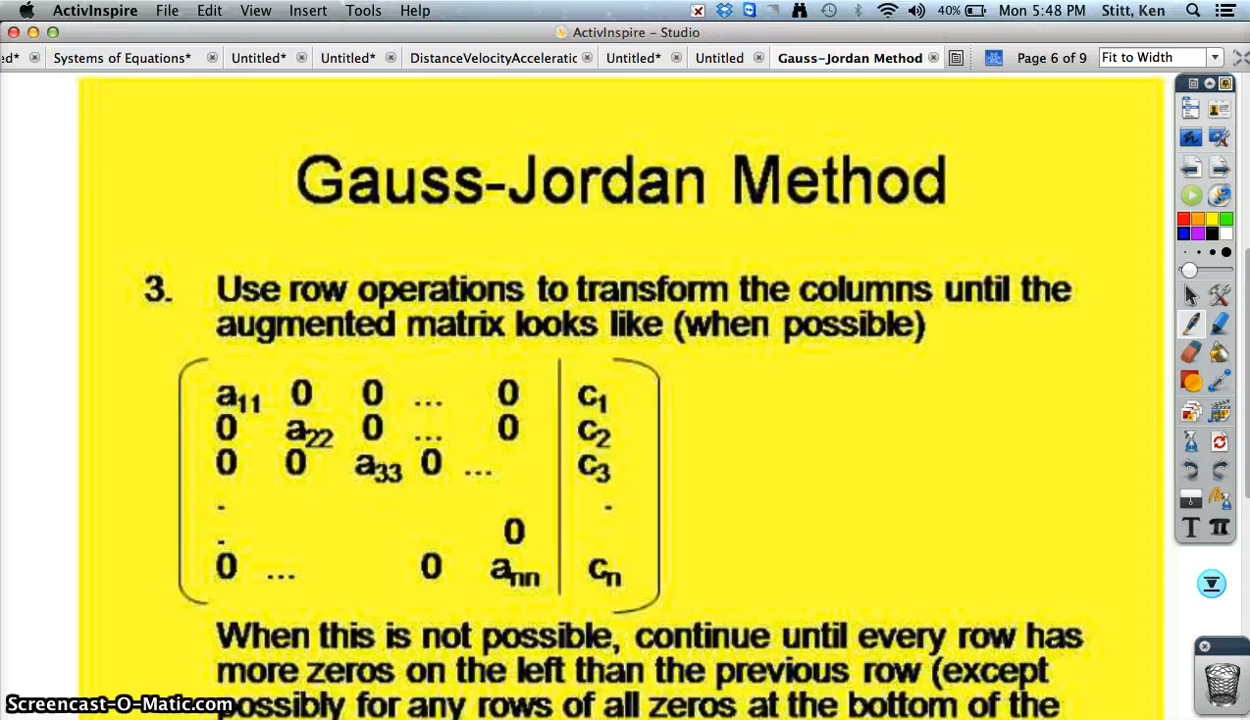 ActivInspire File Edit View Insert Tools Help 40% Mon 5:48 PM Stitt, Ken
ActivInspire – Studio
ed* Systems of Equations* Untitled* Untitled* DistanceVelocityAcceleratic Untitled* Untitled Gauss-Jordan Method Page 6 of 9 Fit to Width
Gauss-Jordan Method
3. Use row operations to transform the columns until the
augmented matrix looks like (when possible)
a11 0 0 ... 0 c1
0 a22 0 ... 0 c2
0 0 a33 0 ... c3
. .
. 0
0 ... 0 ann cn
When this is not possible, continue until every row has
more zeros on the left than the previous row (except
possibly for any rows of all zeros at the bottom of the
T π
Screencast-O-Matic.com